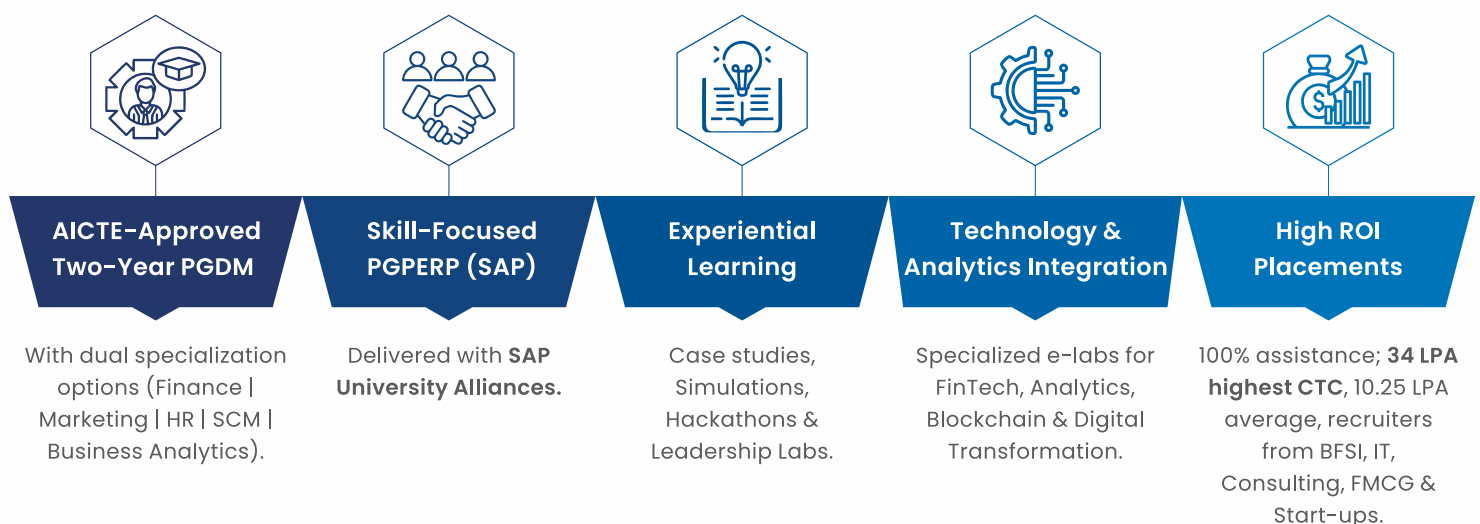 AICTE-Approved
Two-Year PGDM
With dual specialization
options (Finance |
Marketing | HR | SCM |
Business Analytics).
Skill-Focused
PGPERP (SAP)
Delivered with SAP
University Alliances.
Experiential
Learning
Case studies,
Simulations,
Hackathons &
Leadership Labs.
Technology &
Analytics Integration
Specialized e-labs for
FinTech, Analytics,
Blockchain & Digital
Transformation.
$
High ROI
Placements
100% assistance; 34 LPA
highest CTC, 10.25 LPA
average, recruiters
from BFSI, IT,
Consulting, FMCG &
Start-ups.